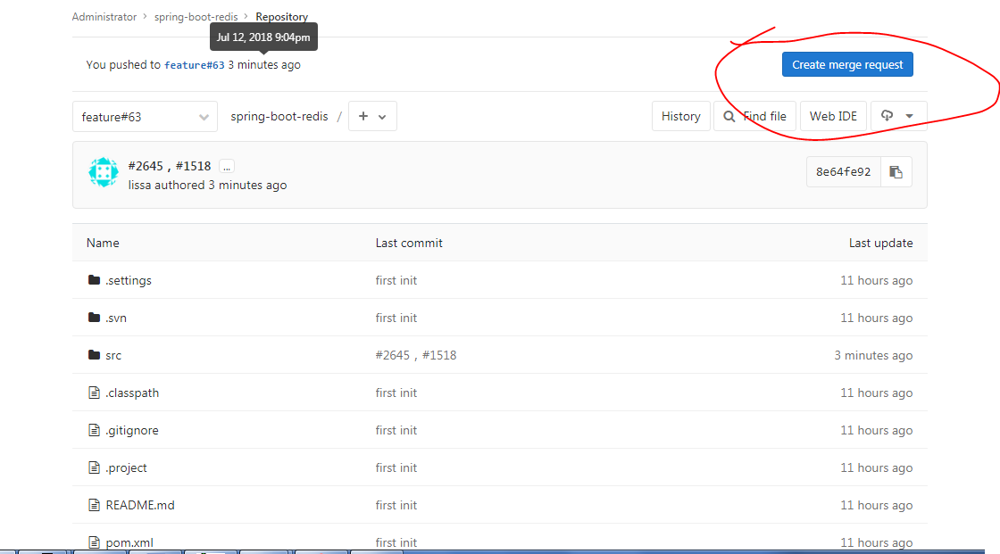 Administrator > spring-boot-redis > Repository
Jul 12, 2018 9:04pm
You pushed to feature#63 3 minutes ago
Create merge request
feature#63 spring-boot-redis / + History Find file Web IDE
#2645 , #1518 ...
lissa authored 3 minutes ago
8e64fe92
Name Last commit Last update
.settings first init 11 hours ago
.svn first init 11 hours ago
src #2645 , #1518 3 minutes ago
.classpath first init 11 hours ago
.gitignore first init 11 hours ago
.project first init 11 hours ago
README.md first init 11 hours ago
pom.xml first init 11 hours ago